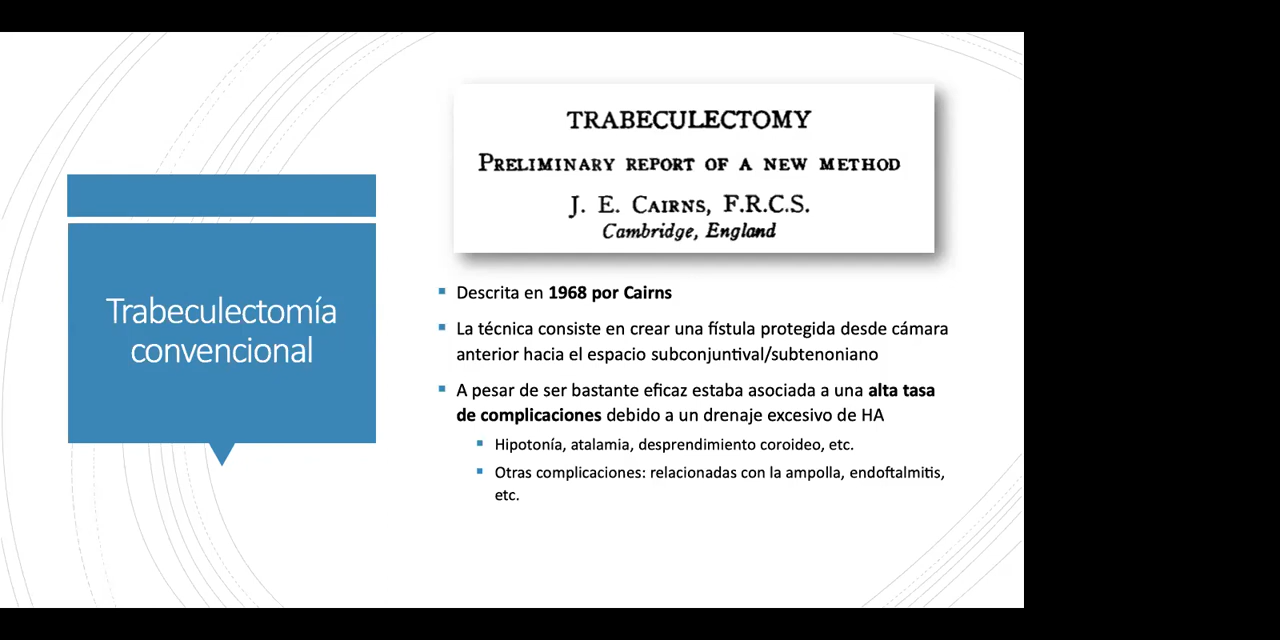 Trabeculectomía
convencional
TRABECULECTOMY
PRELIMINARY REPORT OF A NEW METHOD
J. E. CAIRNS, F.R.C.S.
Cambridge, England
Descrita en 1968 por Cairns
La técnica consiste en crear una fístula protegida desde cámara
anterior hacia el espacio subconjuntival/subtenoniano
A pesar de ser bastante eficaz estaba asociada a una alta tasa
de complicaciones debido a un drenaje excesivo de HA
Hipotonía, atalamia, desprendimiento coroideo, etc.
Otras complicaciones: relacionadas con la ampolla, endoftalmitis,
etc.